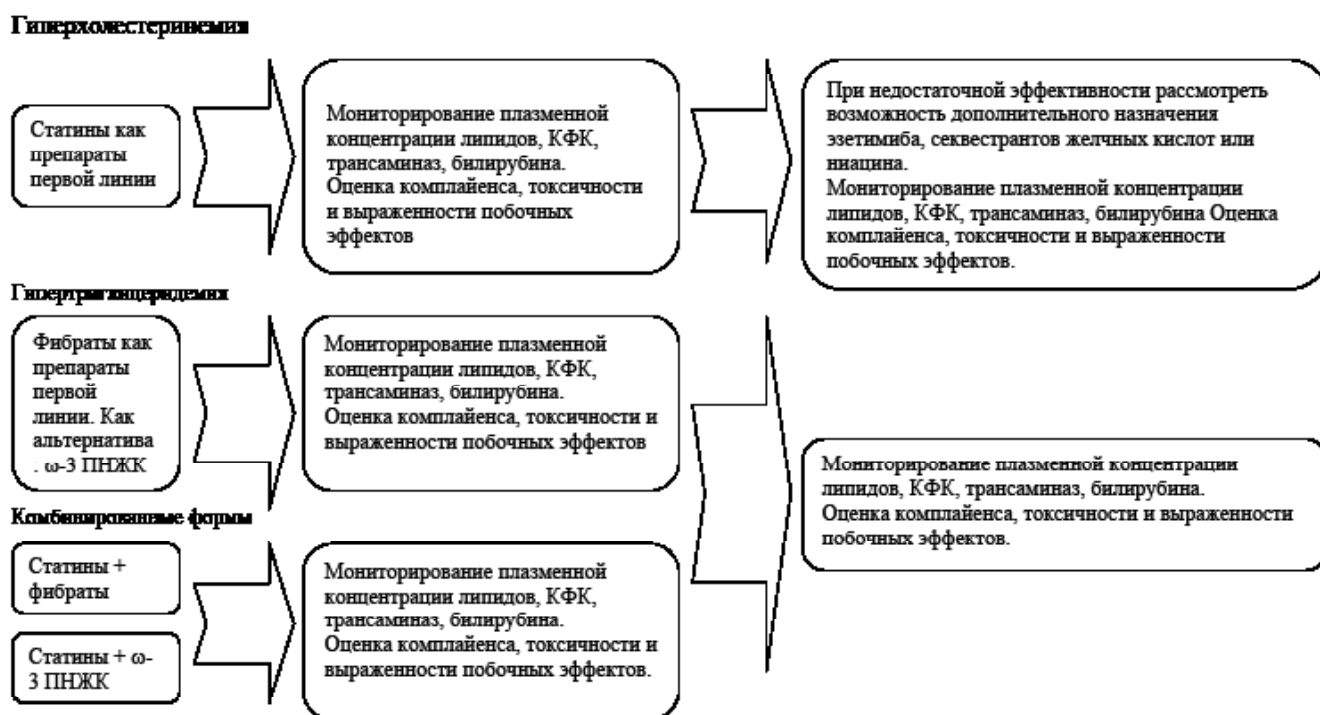 Гиперхолестеринемия
Статины как
препараты
первой линии
Мониторирование плазменной
концентрации липидов, КФК,
трансаминаз, билирубина.
Оценка комплайенса, токсичности
и выраженности побочных
эффектов
При недостаточной эффективности рассмотреть
возможность дополнительного назначения
эзетимиба, секвестрантов желчных кислот или
ниацина.
Мониторирование плазменной концентрации
липидов, КФК, трансаминаз, билирубина Оценка
комплайенса, токсичности и выраженности
побочных эффектов.
Гипертриглицеридемия
Фибраты как
препараты
первой
линии. Как
альтернатива
. ω-3 ПНЖК
Мониторирование плазменной
концентрации липидов, КФК,
трансаминаз, билирубина.
Оценка комплайенса, токсичности и
выраженности побочных эффектов
Мониторирование плазменной концентрации
липидов, КФК, трансаминаз, билирубина.
Оценка комплайенса, токсичности и выраженности
побочных эффектов.
Комбинированные формы
Статины +
фибраты
Статины + ω-
3 ПНЖК
Мониторирование плазменной
концентрации липидов, КФК,
трансаминаз, билирубина.
Оценка комплайенса, токсичности и
выраженности побочных эффектов.